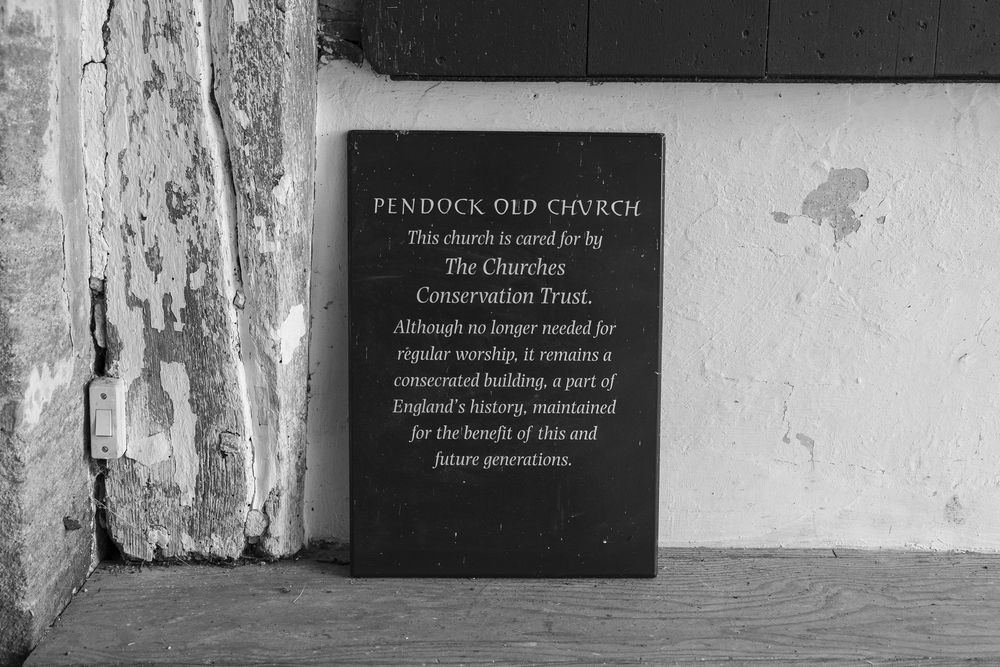 PENDOCK OLD CHVRCH
This church is cared for by
The Churches
Conservation Trust.
Although no longer needed for
regular worship, it remains a
consecrated building, a part of
England's history, maintained
for the benefit of this and
future generations.